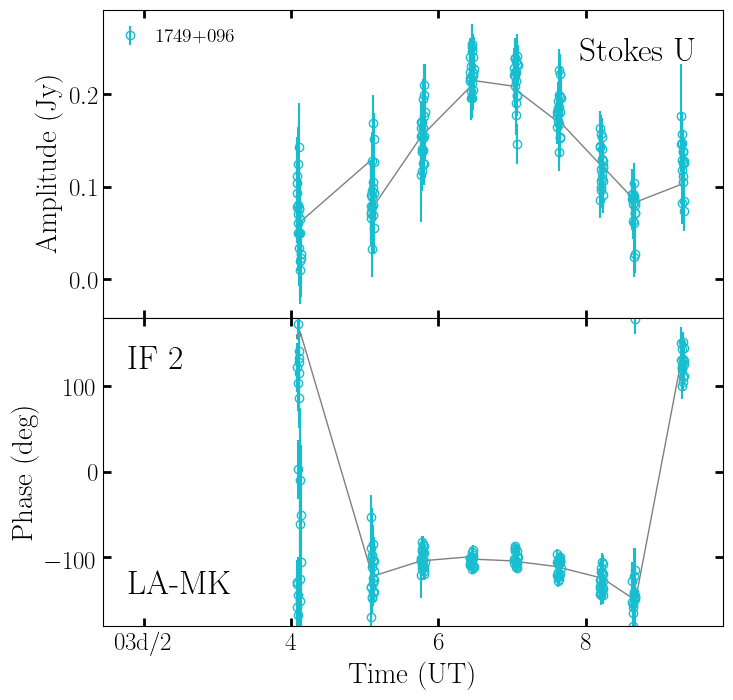 1749+096
Stokes U
Amplitude (Jy)
0.2
0.1
0.0
IF 2
Phase (deg)
100
0
−100
LA-MK
03d/2
4
6
8
Time (UT)